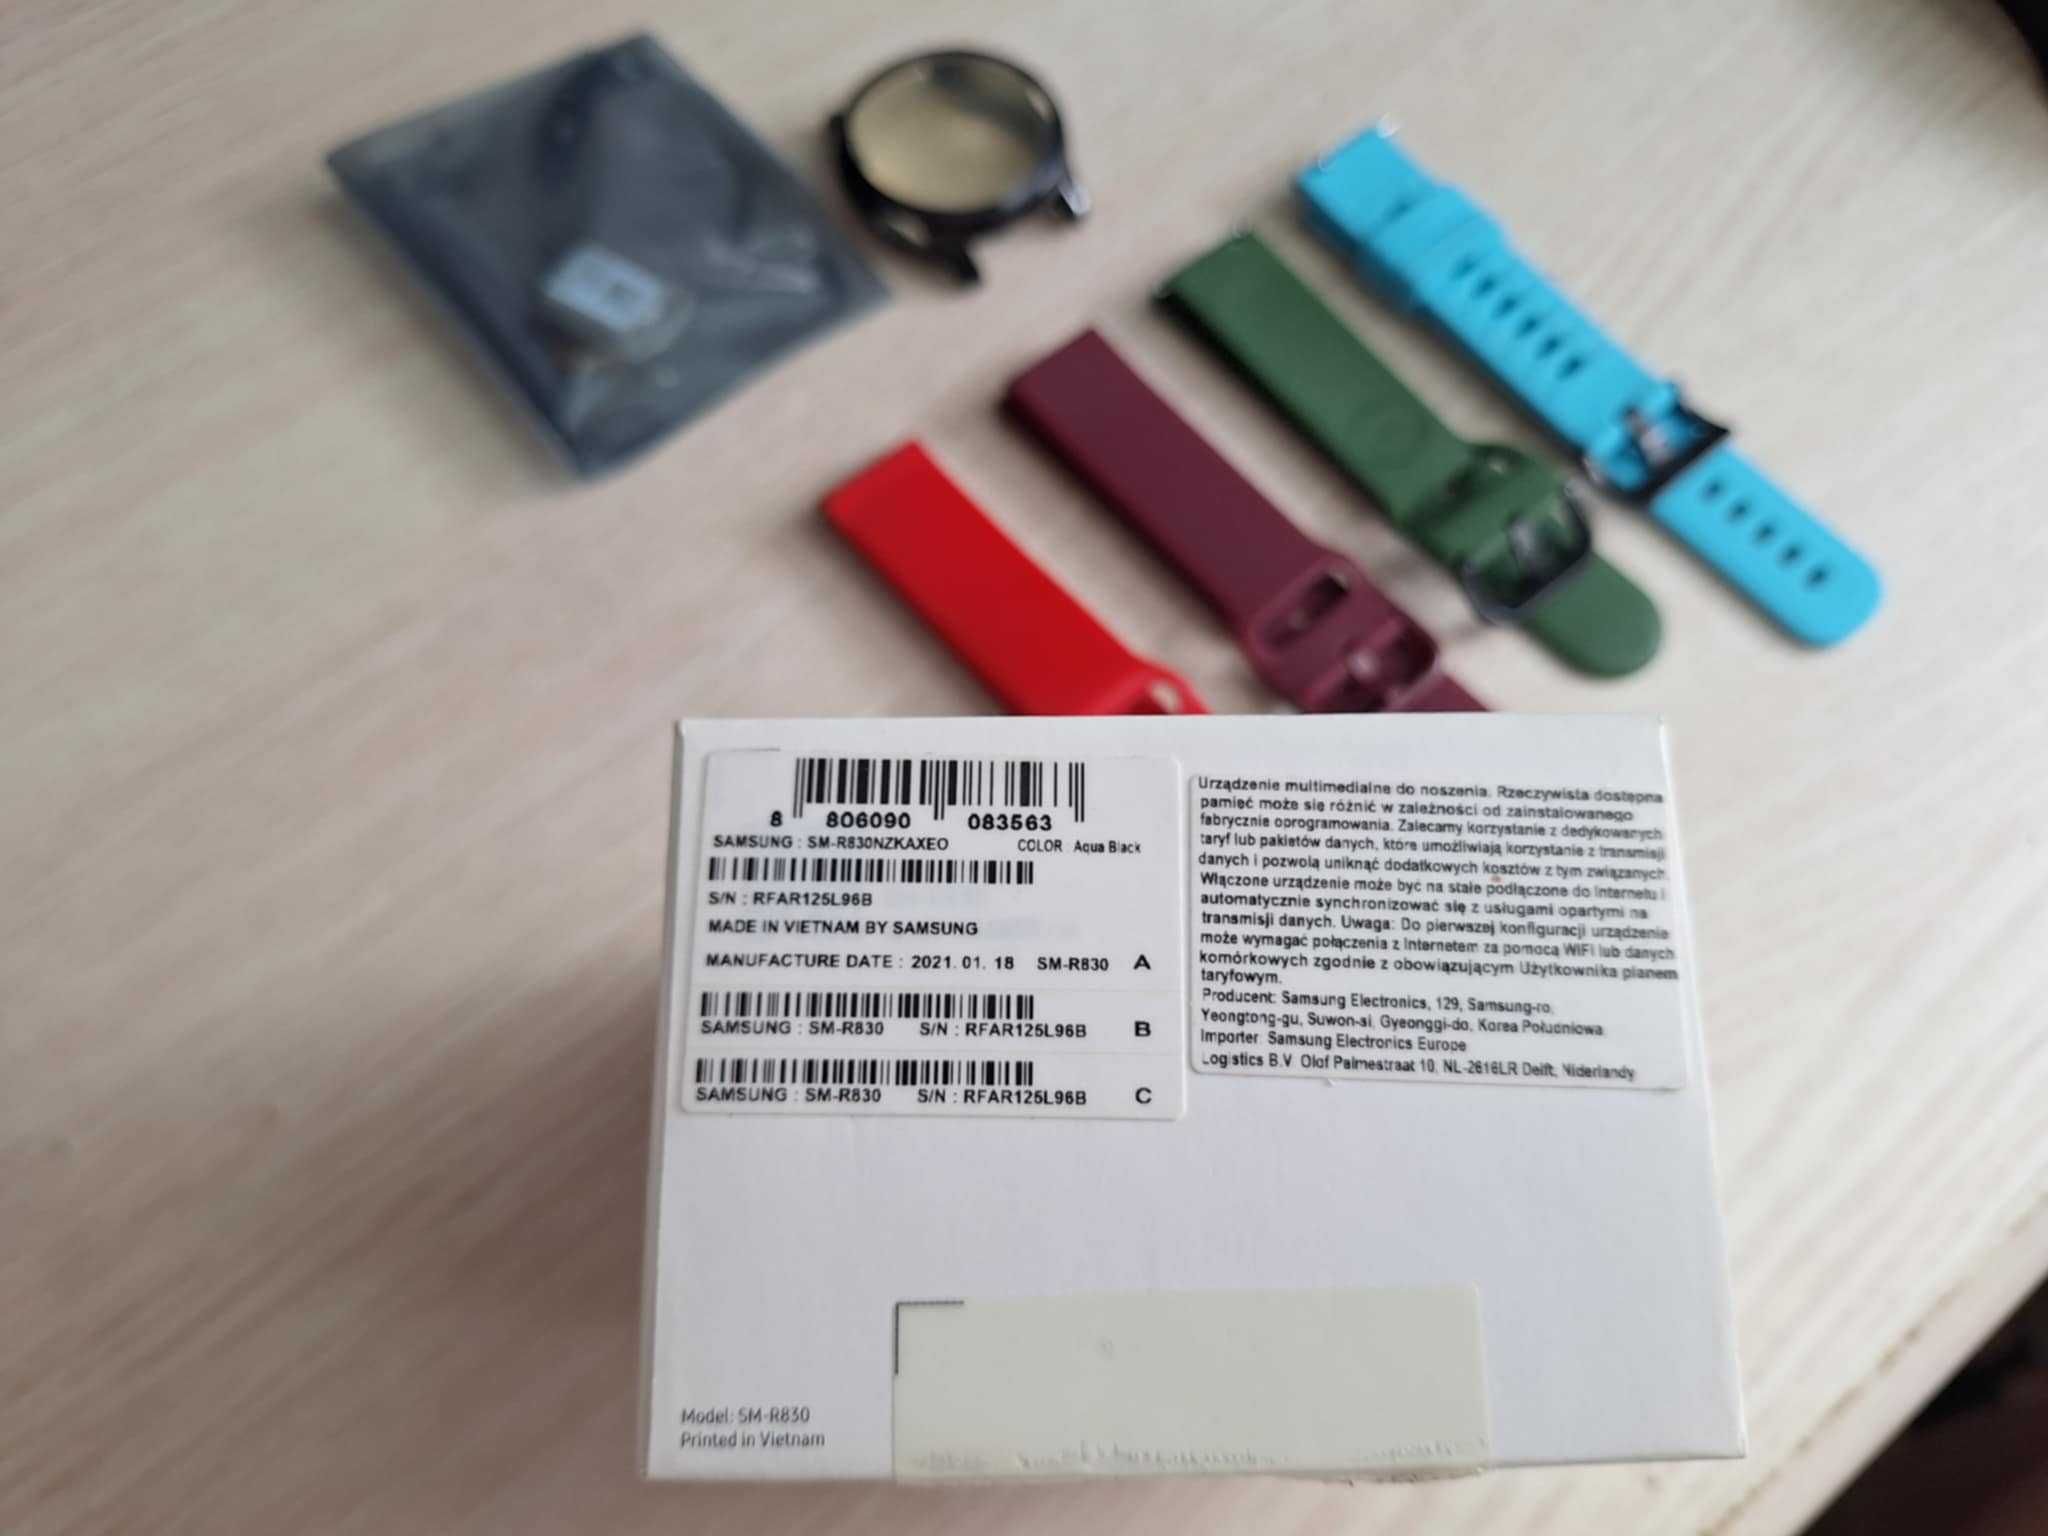 8 806090 083563
SAMSUNG : SM-R830NZKAXEO COLOR : Aqua Black
S/N : RFAR125L96B
MADE IN VIETNAM BY SAMSUNG
MANUFACTURE DATE : 2021. 01. 18 SM-R830 A
SAMSUNG : SM-R830 S/N : RFAR125L96B B
SAMSUNG : SM-R830 S/N : RFAR125L96B C
Urządzenie multimedialne do noszenia. Rzeczywista dostępna
pamięć może się różnić w zależności od zainstalowanego
fabrycznie oprogramowania. Zalecamy korzystanie z dedykowanych
taryf lub pakietów danych, które umożliwiają korzystanie z transmisji
danych i pozwolą uniknąć dodatkowych kosztów z tym związanych.
Włączone urządzenie może być na stałe podłączone do Internetu i
automatycznie synchronizować się z usługami opartymi na
transmisji danych. Uwaga: Do pierwszej konfiguracji urządzenie
może wymagać połączenia z Internetem za pomocą WiFi lub danych
komórkowych zgodnie z obowiązującym Użytkownika planem
taryfowym.
Producent: Samsung Electronics, 129, Samsung-ro,
Yeongtong-gu, Suwon-si, Gyeonggi-do, Korea Południowa
Importer: Samsung Electronics Europe
Logistics B.V. Olof Palmestraat 10, NL-2616LR Delft, Niderlandy
Model: SM-R830
Printed in Vietnam